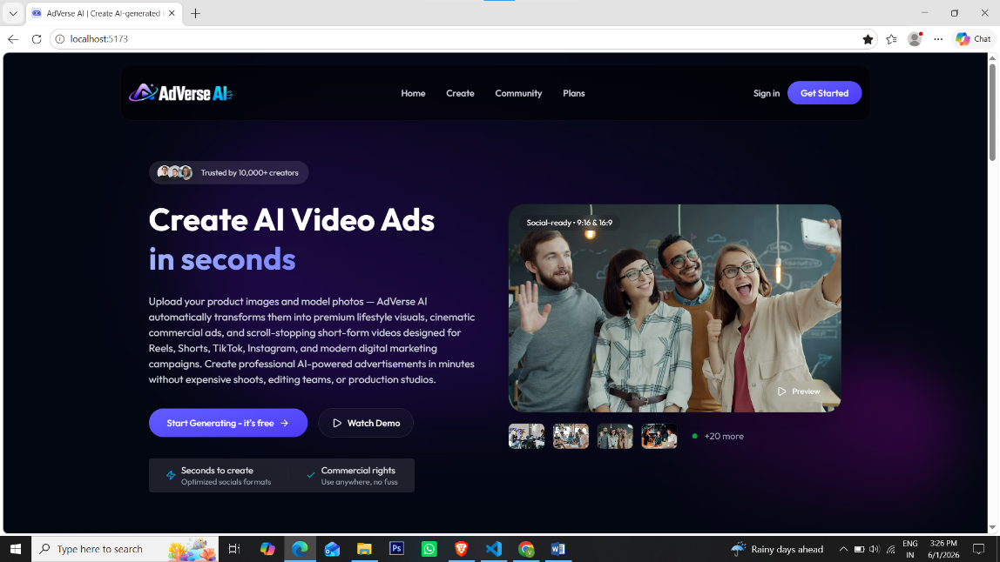 AdVerse AI | Create AI-generated
localhost:5173
Chat
AdVerse AI
Home
Create
Community
Plans
Sign in
Get Started
Trusted by 10,000+ creators
Create AI Video Ads
in seconds
Upload your product images and model photos — AdVerse AI
automatically transforms them into premium lifestyle visuals, cinematic
commercial ads, and scroll-stopping short-form videos designed for
Reels, Shorts, TikTok, Instagram, and modern digital marketing
campaigns. Create professional AI-powered advertisements in minutes
without expensive shoots, editing teams, or production studios.
Start Generating - it's free
Watch Demo
Seconds to create
Optimized socials formats
Commercial rights
Use anywhere, no fuss
Social-ready • 9:16 & 16:9
Preview
+20 more
Type here to search
Ps
Rainy days ahead
ENG
IN
3:26 PM
6/1/2026